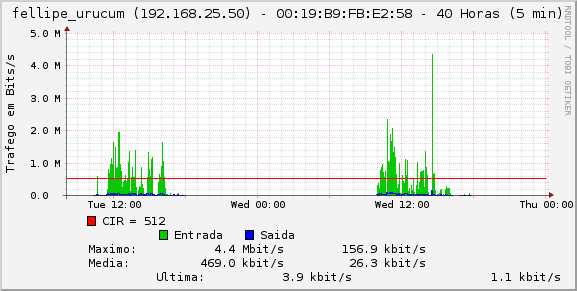 fellipe_urucum (192.168.25.50) - 00:19:B9:FB:E2:58 - 40 Horas (5 min)
RRDTOOL / TOBI OETIKER
Trafego em Bits/s
5.0 M
4.0 M
3.0 M
2.0 M
1.0 M
0.0
Tue 12:00 Wed 00:00 Wed 12:00 Thu 00:00
CIR = 512
Entrada Saida
Maximo: 4.4 Mbit/s 156.9 kbit/s
Media: 469.0 kbit/s 26.3 kbit/s
Ultima: 3.9 kbit/s 1.1 kbit/s